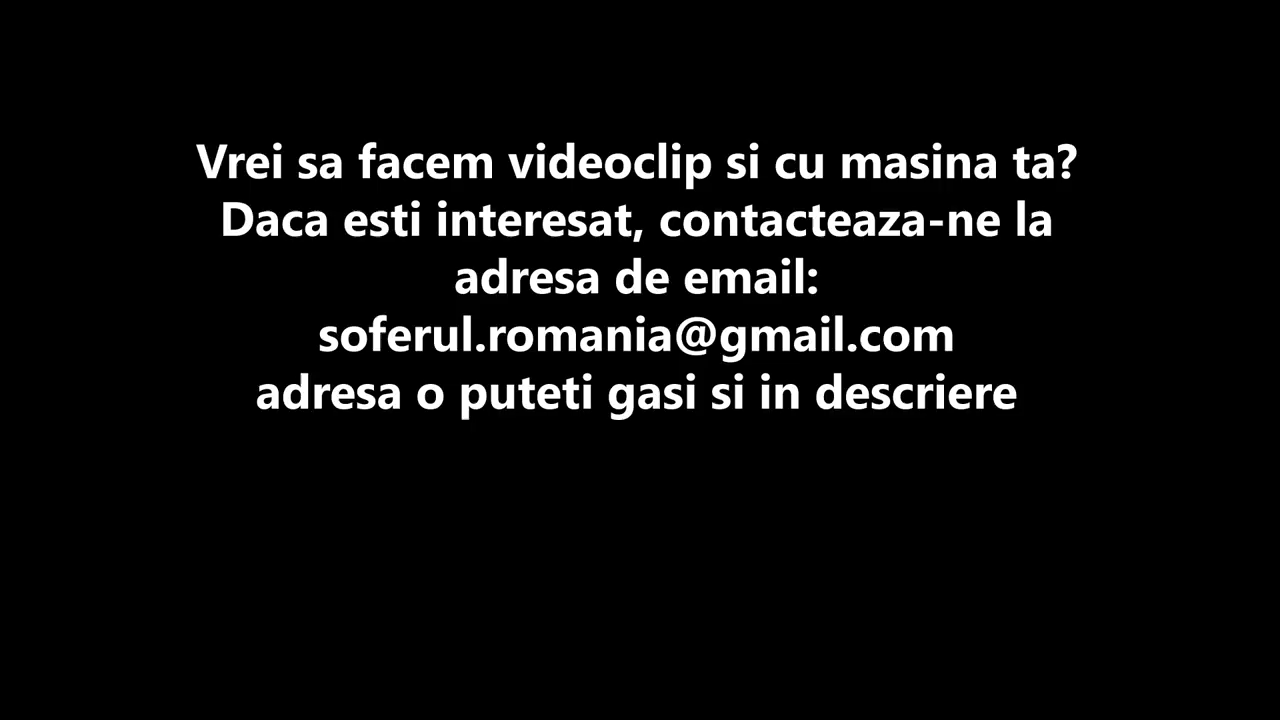 Vrei sa facem videoclip si cu masina ta?
Daca esti interesat, contacteaza-ne la
adresa de email:
soferul.romania@gmail.com
adresa o puteti gasi si in descriere